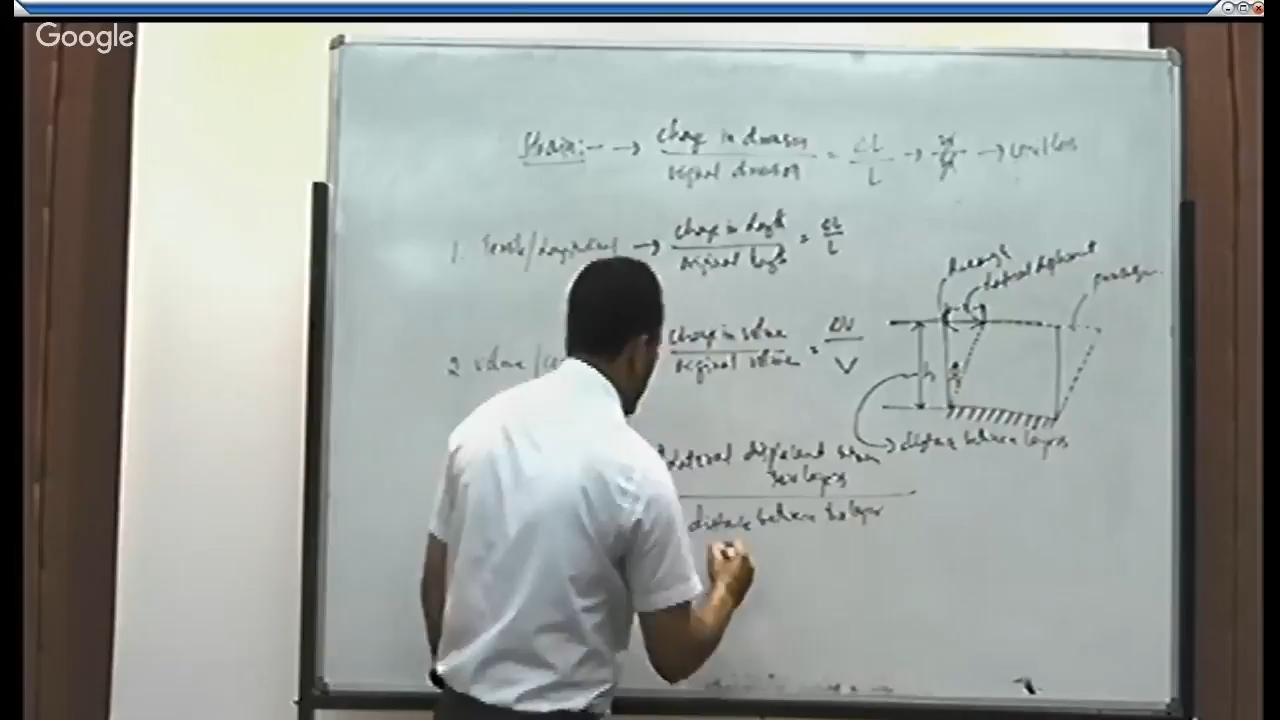 Google
Strain:- → change in dimension / original dimension = ΔL / L → → unitless
1. Tensile/longitudinal → change in length / original length = ΔL / L
2 volume / change in volume / original volume = ΔV / V
lateral displacement
h
distance between layers
lateral displacement between
two layers
distance between two layer